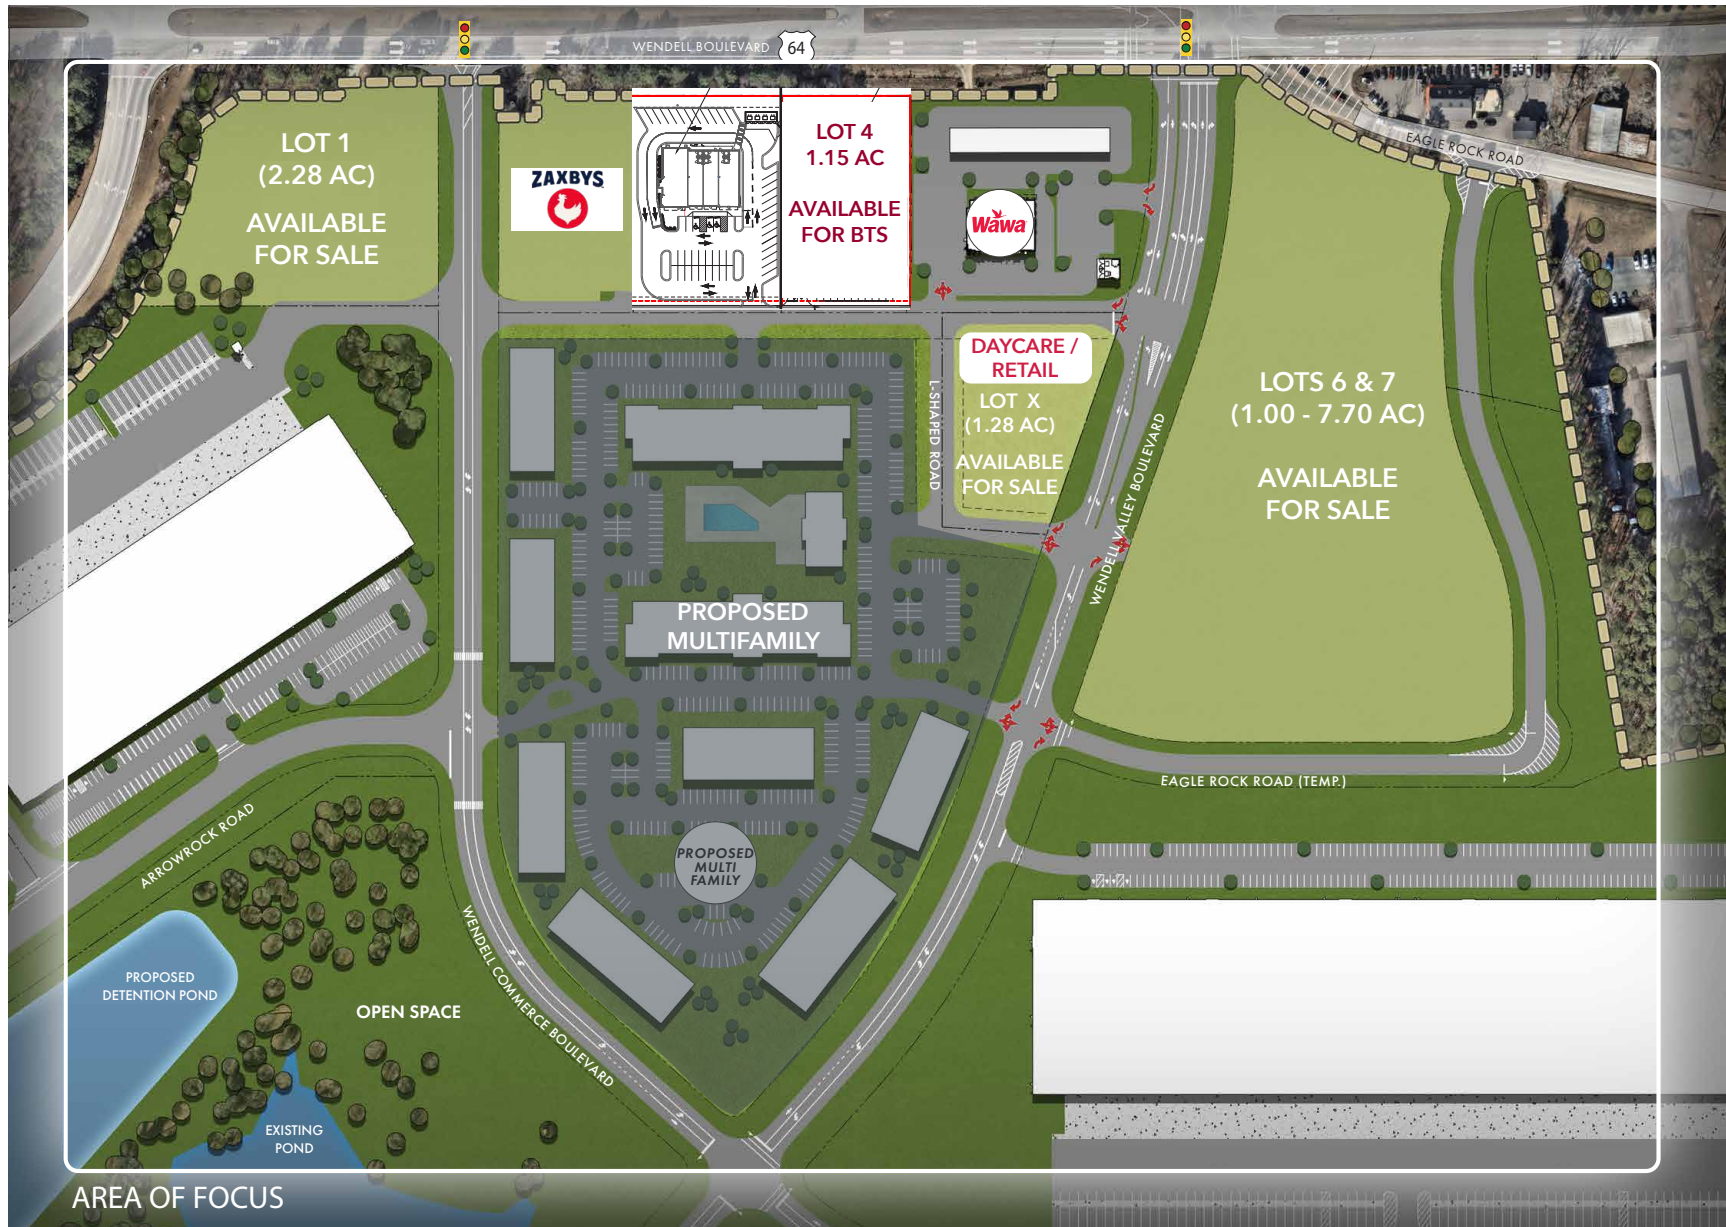 WENDELL BOULEVARD
64
LOT 1
(2.28 AC)
AVAILABLE
FOR SALE
ZAXBYS
LOT 4
1.15 AC
AVAILABLE
FOR BTS
Wawa
EAGLE ROCK ROAD
DAYCARE /
RETAIL
LOT X
(1.28 AC)
AVAILABLE
FOR SALE
L-SHAPED ROAD
WENDELL VALLEY BOULEVARD
LOTS 6 & 7
(1.00 - 7.70 AC)
AVAILABLE
FOR SALE
PROPOSED
MULTIFAMILY
EAGLE ROCK ROAD (TEMP.)
ARROWROCK ROAD
PROPOSED
MULTI
FAMILY
WENDELL COMMERCE BOULEVARD
PROPOSED
DETENTION POND
OPEN SPACE
EXISTING
POND
AREA OF FOCUS